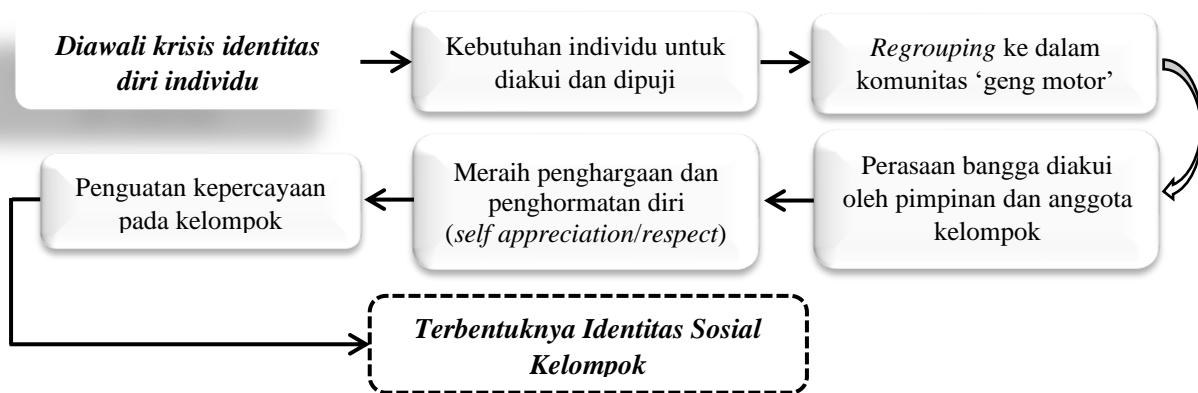 Diawali krisis identitas
diri individu
Kebutuhan individu untuk
diakui dan dipuji
Regrouping ke dalam
komunitas ‘geng motor’
Perasaan bangga diakui
oleh pimpinan dan anggota
kelompok
Meraih penghargaan dan
penghormatan diri
(self appreciation/respect)
Penguatan kepercayaan
pada kelompok
Terbentuknya Identitas Sosial
Kelompok